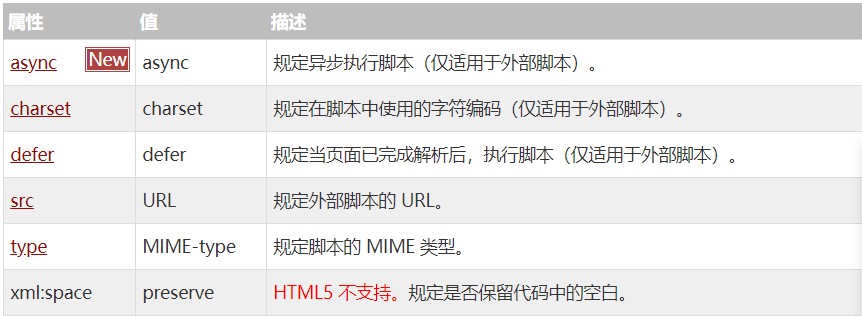 属性 值 描述
async New async 规定异步执行脚本（仅适用于外部脚本）。
charset charset 规定在脚本中使用的字符编码（仅适用于外部脚本）。
defer defer 规定当页面已完成解析后，执行脚本（仅适用于外部脚本）。
src URL 规定外部脚本的 URL。
type MIME-type 规定脚本的 MIME 类型。
xml:space preserve HTML5 不支持。规定是否保留代码中的空白。